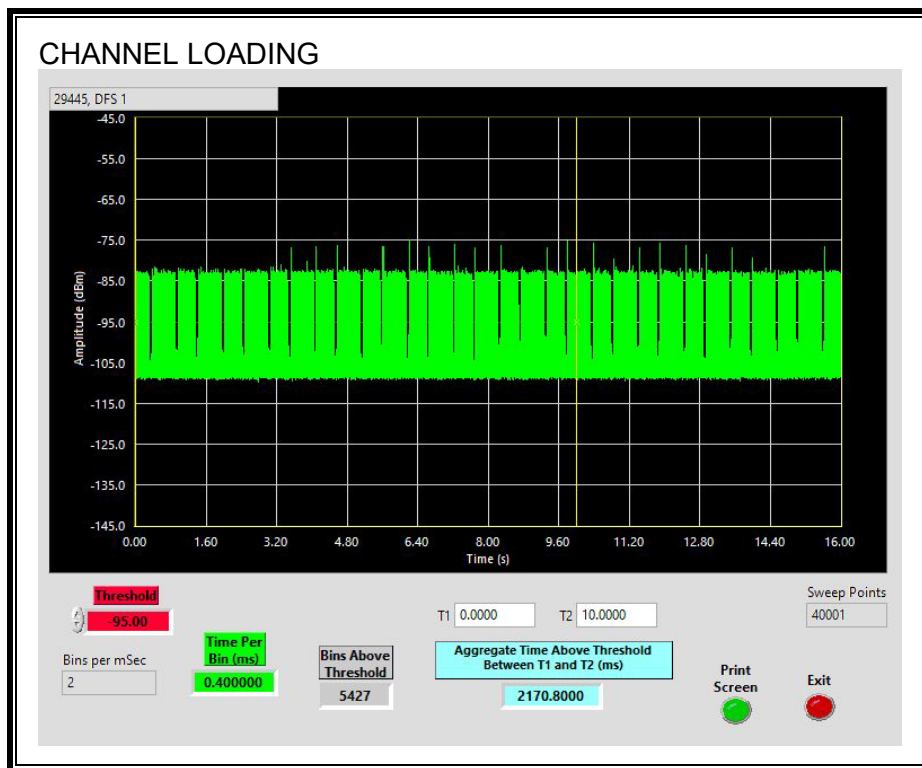 CHANNEL LOADING
29445, DFS 1
-45.0
-55.0
-65.0
-75.0
-85.0
-95.0
-105.0
-115.0
-125.0
-135.0
-145.0
Amplitude (dBm)
0.00 1.60 3.20 4.80 6.40 8.00 9.60 11.20 12.80 14.40 16.00
Time (s)
Threshold
-95.00
Bins per mSec
2
Time Per
Bin (ms)
0.400000
Bins Above
Threshold
5427
T1 0.0000 T2 10.0000
Aggregate Time Above Threshold
Between T1 and T2 (ms)
2170.8000
Sweep Points
40001
Print
Screen
Exit